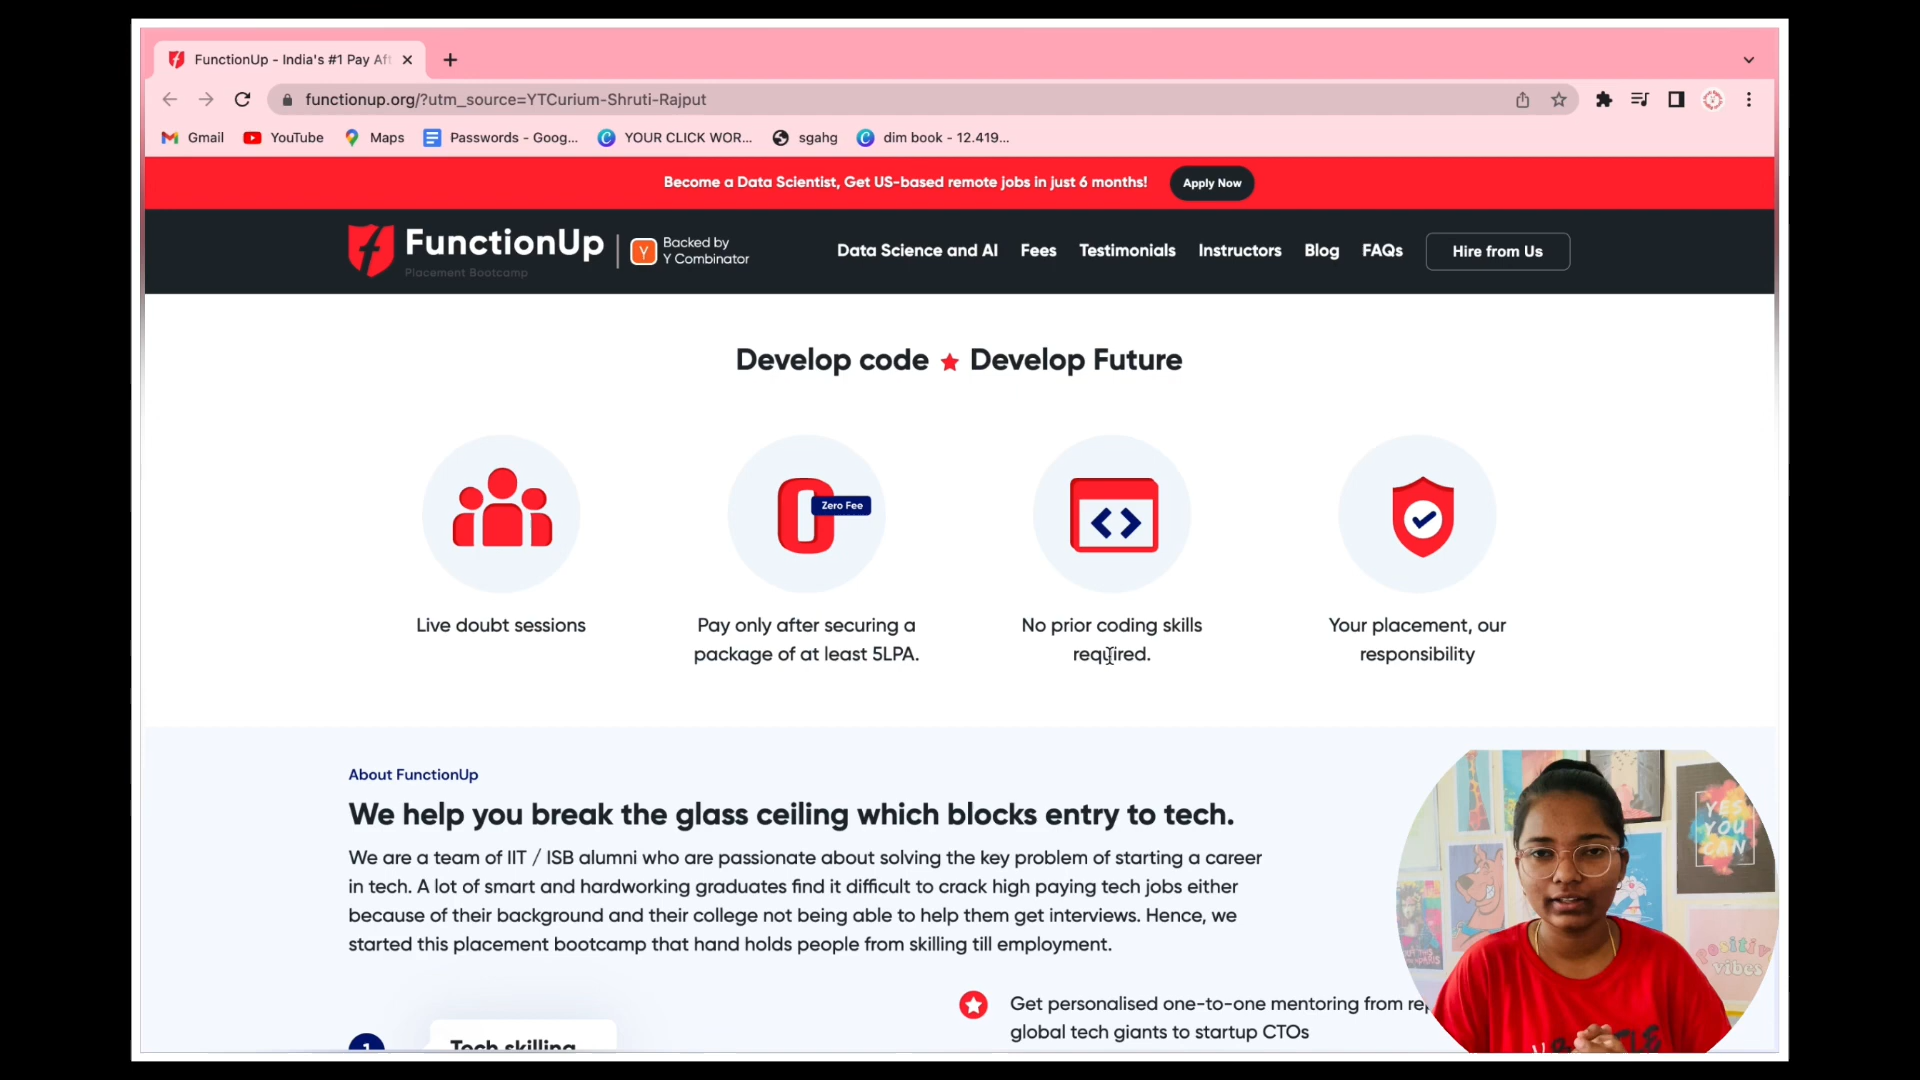 FunctionUp - India's #1 Pay Aft
functionup.org/?utm_source=YTCurium-Shruti-Rajput
Gmail YouTube Maps Passwords - Goog... YOUR CLICK WOR... sgahg dim book - 12.419...
Become a Data Scientist, Get US-based remote jobs in just 6 months! Apply Now
FunctionUp
Placement Bootcamp
Y
Backed by
Y Combinator
Data Science and AI Fees Testimonials Instructors Blog FAQs Hire from Us
Develop code Develop Future
Zero Fee
Live doubt sessions
Pay only after securing a
package of at least 5LPA.
No prior coding skills
required.
Your placement, our
responsibility
About FunctionUp
We help you break the glass ceiling which blocks entry to tech.
We are a team of IIT / ISB alumni who are passionate about solving the key problem of starting a career
in tech. A lot of smart and hardworking graduates find it difficult to crack high paying tech jobs either
because of their background and their college not being able to help them get interviews. Hence, we
started this placement bootcamp that hand holds people from skilling till employment.
1
Tech skilling
Get personalised one-to-one mentoring from
global tech giants to startup CTOs
YES
YOU
CAN
positiv
vibes